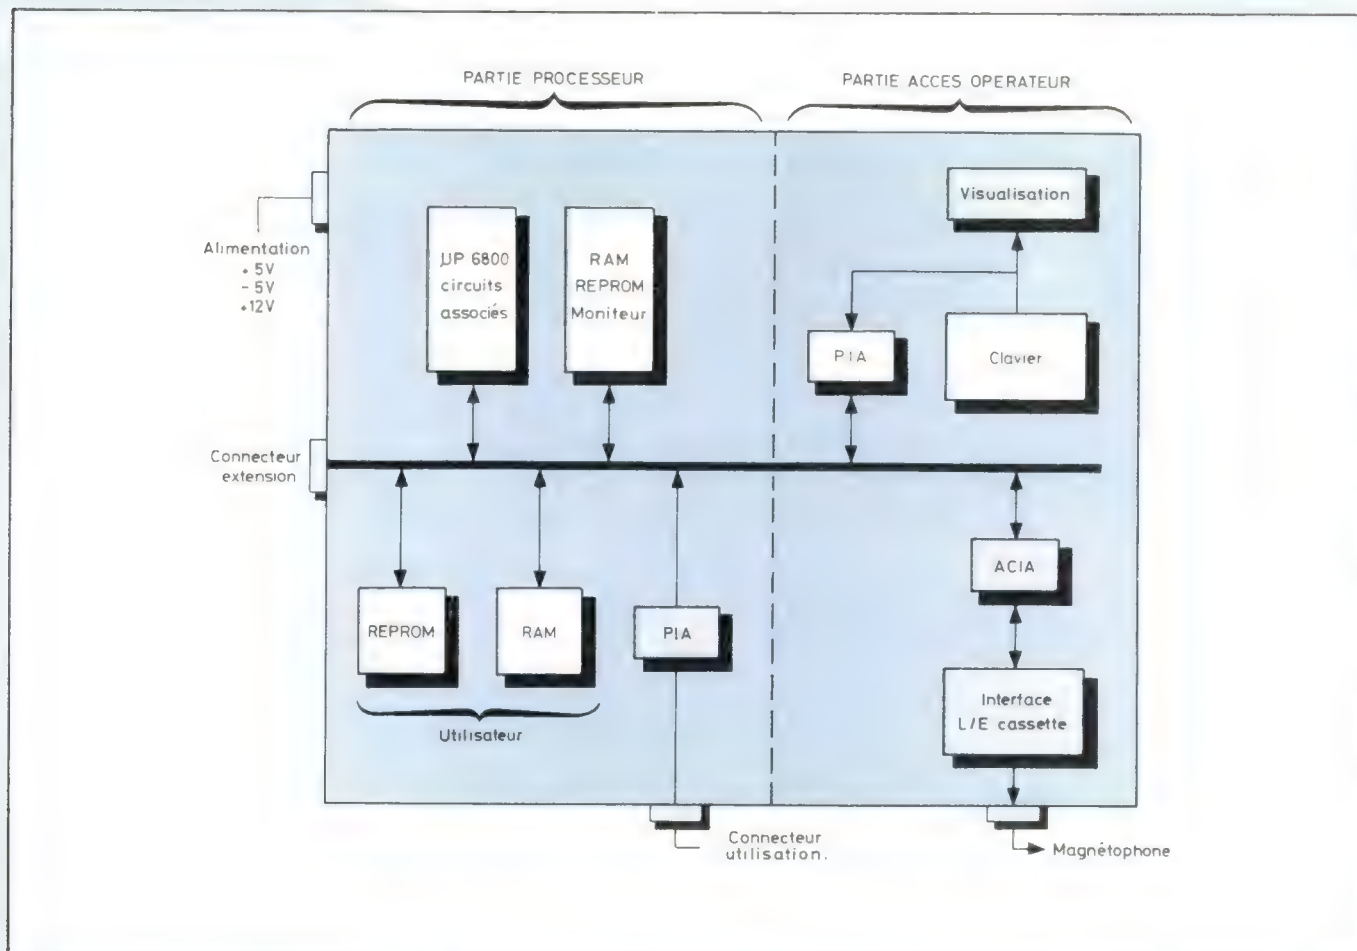 PARTIE PROCESSEUR
PARTIE ACCES OPERATEUR
Visualisation
Alimentation
+ 5V
- 5V
+12V
µP 6800
circuits
associés
RAM
REPROM
Moniteur
PIA
Clavier
Connecteur
extension
ACIA
REPROM
RAM
PIA
Interface
L/E cassette
Utilisateur
Connecteur
utilisation.
Magnétophone